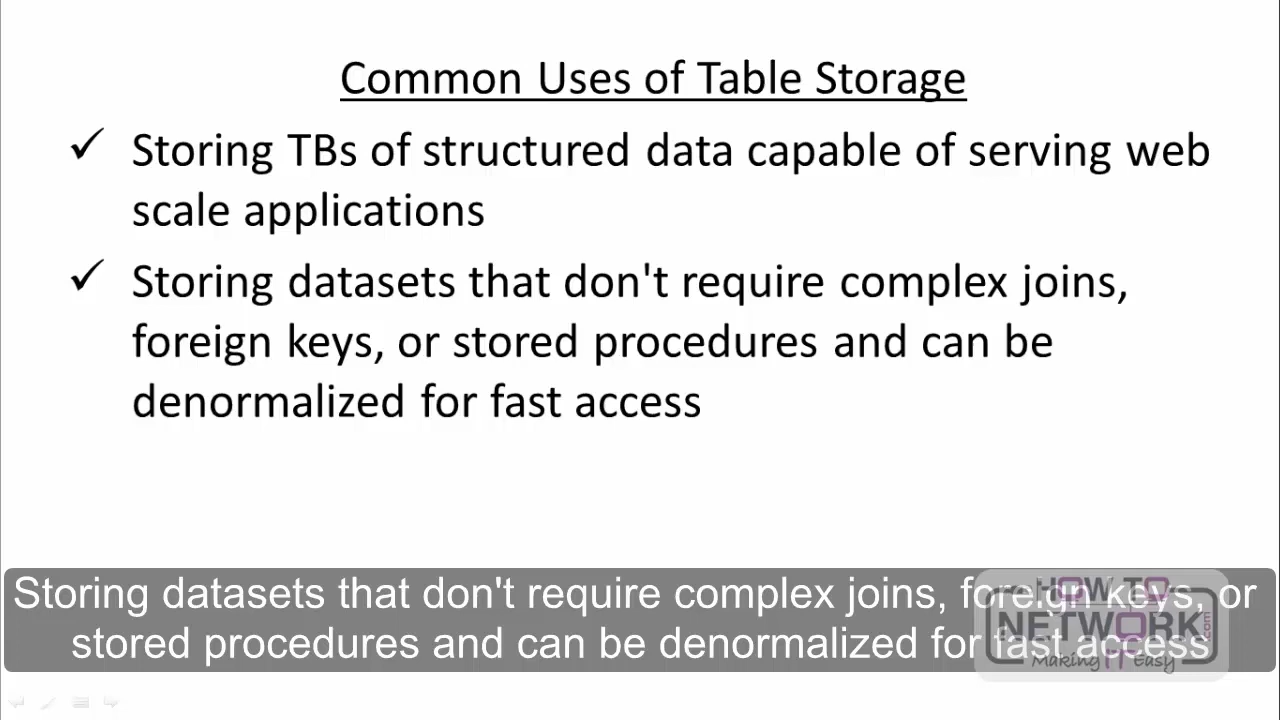 Common Uses of Table Storage
✓ Storing TBs of structured data capable of serving web
scale applications
✓ Storing datasets that don't require complex joins,
foreign keys, or stored procedures and can be
denormalized for fast access
Storing datasets that don't require complex joins, foreign keys, or
stored procedures and can be denormalized for fast access
HOW TO
NETWORK.com
Making IT Easy